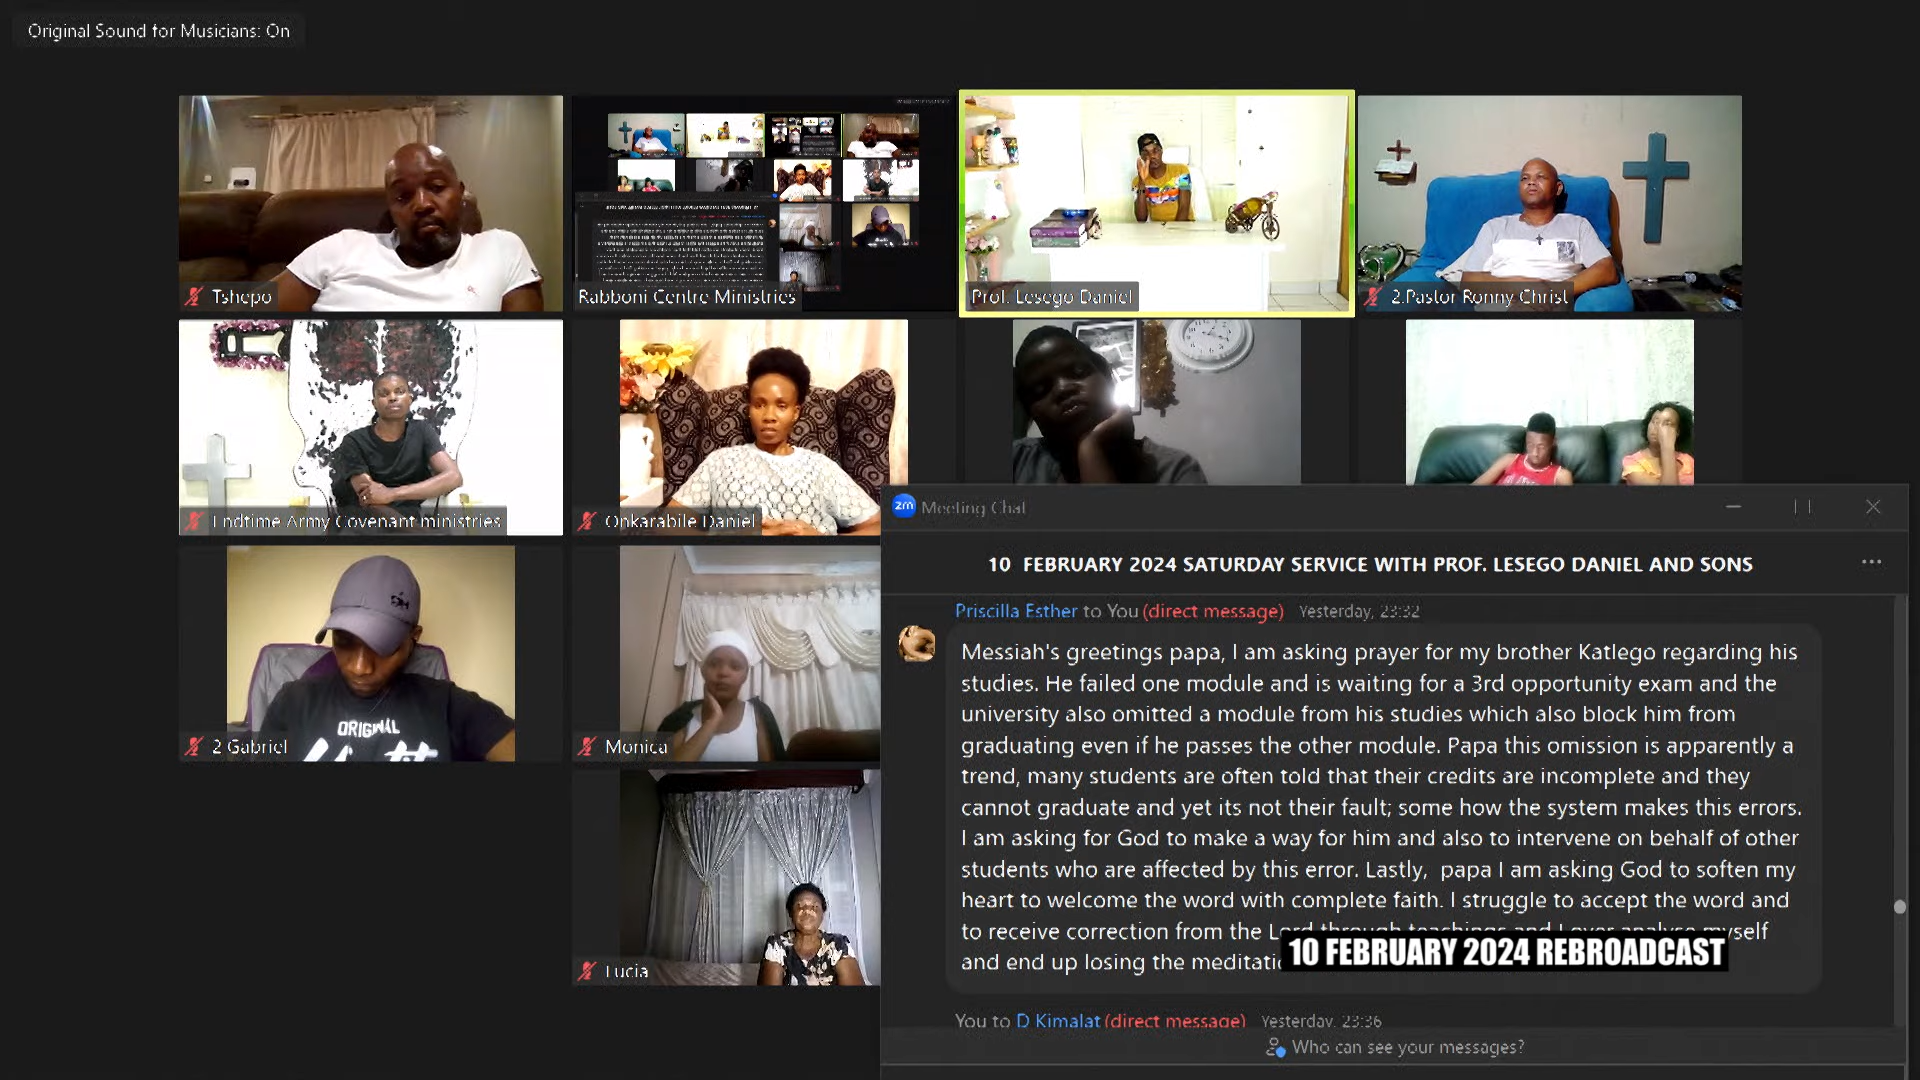 Original Sound for Musicians: On
Tshepo
Rabboni Centre Ministries
Prof. Lesego Daniel
2.Pastor Ronny Christ
Endtime Army Covenant ministries
Onkarabile Daniel
2 Gabriel
ORIGINAL
Monica
Lucia
zm Meeting Chat
10 FEBRUARY 2024 SATURDAY SERVICE WITH PROF. LESEGO DANIEL AND SONS
Priscilla Esther to You (direct message) Yesterday, 23:32
Messiah's greetings papa, I am asking prayer for my brother Katlego regarding his
studies. He failed one module and is waiting for a 3rd opportunity exam and the
university also omitted a module from his studies which also block him from
graduating even if he passes the other module. Papa this omission is apparently a
trend, many students are often told that their credits are incomplete and they
cannot graduate and yet its not their fault; some how the system makes this errors.
I am asking for God to make a way for him and also to intervene on behalf of other
students who are affected by this error. Lastly, papa I am asking God to soften my
heart to welcome the word with complete faith. I struggle to accept the word and
to receive correction from the Lord through teachings and I over analyse myself
and end up losing the
10 FEBRUARY 2024 REBROADCAST
You to D Kimalat (direct message) Yesterday, 23:36
Who can see your messages?